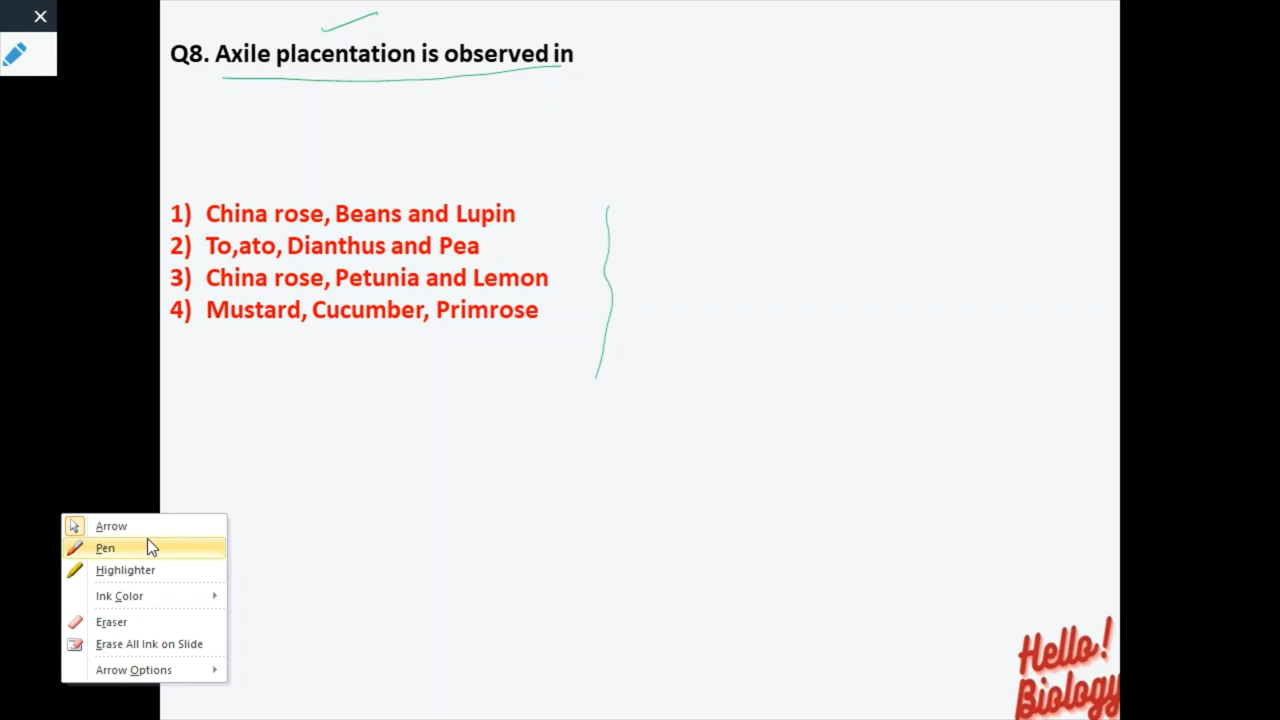 Q8. Axile placentation is observed in
1) China rose, Beans and Lupin
2) To,ato, Dianthus and Pea
3) China rose, Petunia and Lemon
4) Mustard, Cucumber, Primrose
Arrow
Pen
Highlighter
Ink Color
Eraser
Erase All Ink on Slide
Arrow Options
Hello!
Biology